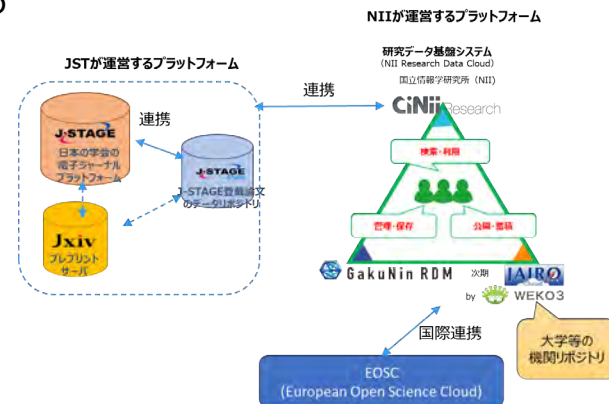 NIIが運営するプラットフォーム
JSTが運営するプラットフォーム
研究データ基盤システム
(NII Research Data Cloud)
国立情報学研究所（NII）
連携
CiNii Research
J-STAGE
日本の学会の
電子ジャーナル
プラットフォーム
連携
J-STAGE
J-STAGE登載論文
のデータリポジトリ
Jxiv
プレプリント
サーバ
検索・利用
管理・保存
公開・蓄積
GakuNin RDM
次期
JAIRO
by
WEKO3
国際連携
大学等の
機関リポジトリ
EOSC
(European Open Science Cloud)